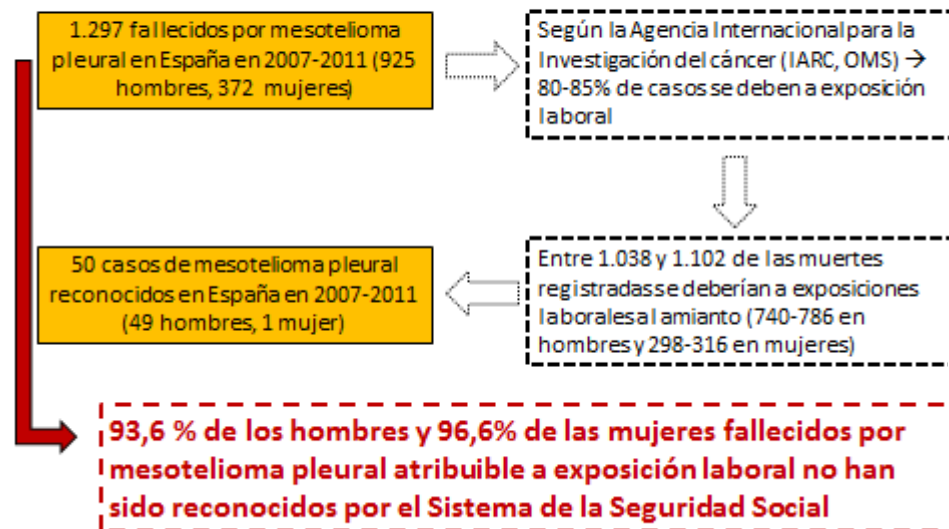 1.297 fallecidos por mesotelioma
pleural en España en 2007-2011 (925
hombres, 372 mujeres)
Según la Agencia Internacional para la
Investigación del cáncer (IARC, OMS) →
80-85% de casos se deben a exposición
laboral
Entre 1.038 y 1.102 de las muertes
registradas se deberían a exposiciones
laborales al amianto (740-786 en
hombres y 298-316 en mujeres)
50 casos de mesotelioma pleural
reconocidos en España en 2007-2011
(49 hombres, 1 mujer)
93,6 % de los hombres y 96,6% de las mujeres fallecidos por
mesotelioma pleural atribuible a exposición laboral no han
sido reconocidos por el Sistema de la Seguridad Social